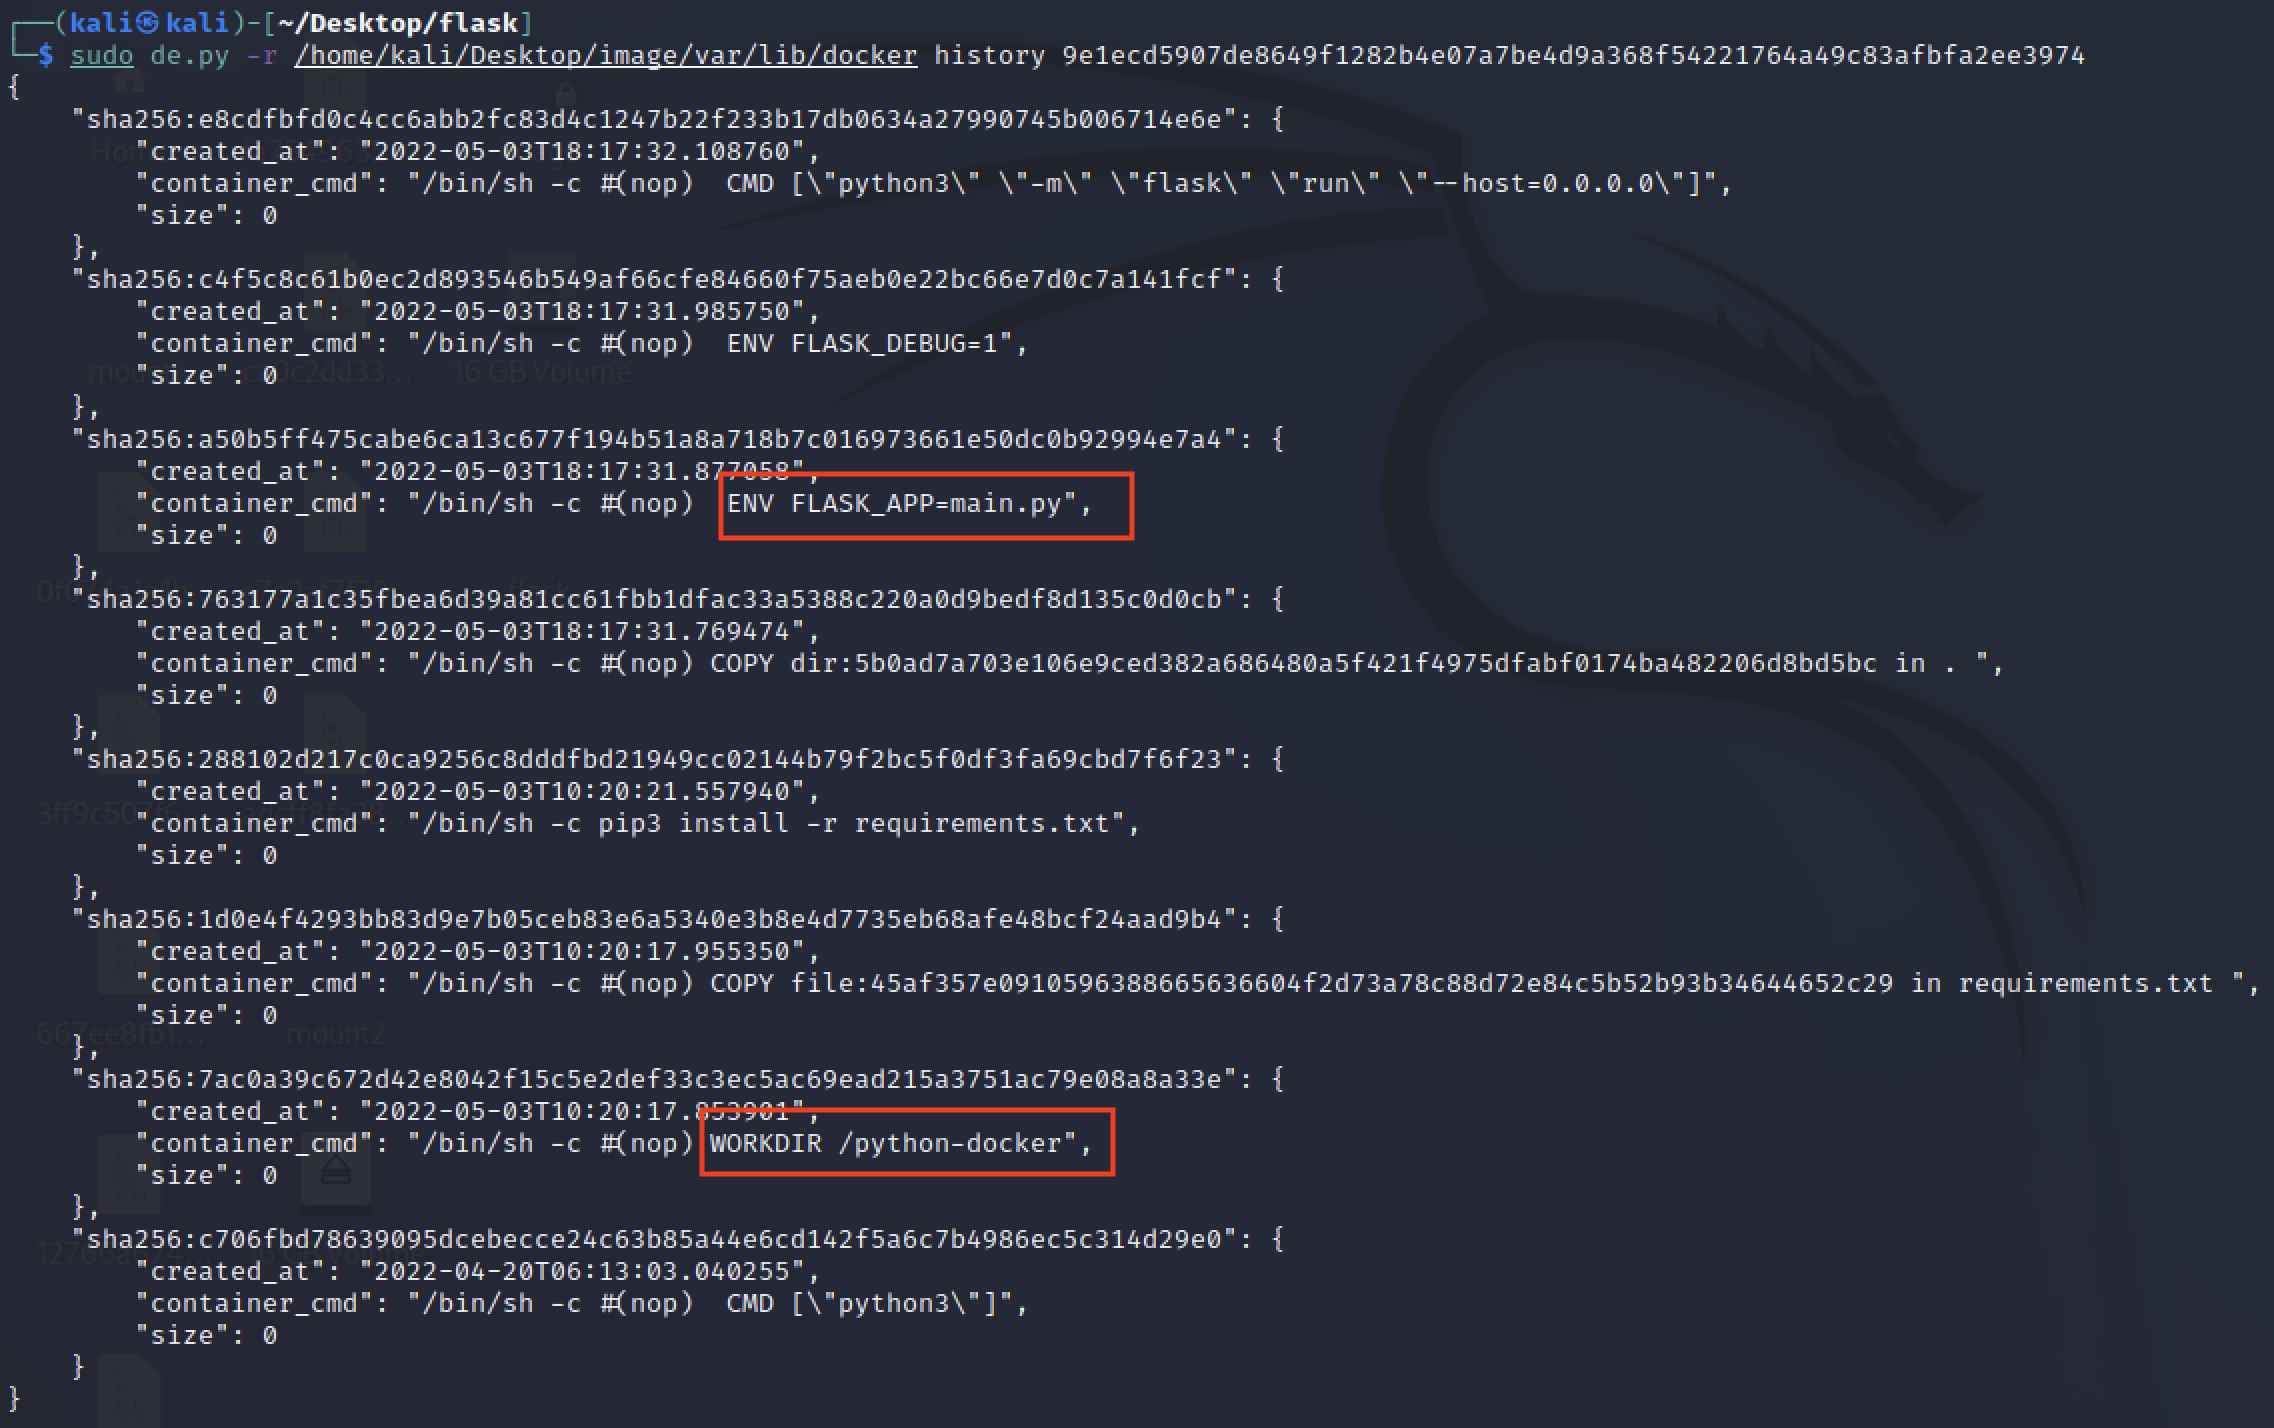 ┌──(kali㉿kali)-[~/Desktop/flask]
└─$ sudo de.py -r /home/kali/Desktop/image/var/lib/docker history 9e1ecd5907de8649f1282b4e07a7be4d9a368f54221764a49c83afbfa2ee3974
{
    "sha256:e8cdfbfd0c4cc6abb2fc83d4c1247b22f233b17db0634a27990745b006714e6e": {
        "created_at": "2022-05-03T18:17:32.108760",
        "container_cmd": "/bin/sh -c #(nop)  CMD [\"python3\" \"-m\" \"flask\" \"run\" \"--host=0.0.0.0\"]",
        "size": 0
    },
    "sha256:c4f5c8c61b0ec2d893546b549af66cfe84660f75aeb0e22bc66e7d0c7a141fcf": {
        "created_at": "2022-05-03T18:17:31.985750",
        "container_cmd": "/bin/sh -c #(nop)  ENV FLASK_DEBUG=1",
        "size": 0
    },
    "sha256:a50b5ff475cabe6ca13c677f194b51a8a718b7c016973661e50dc0b92994e7a4": {
        "created_at": "2022-05-03T18:17:31.877058",
        "container_cmd": "/bin/sh -c #(nop)  ENV FLASK_APP=main.py",
        "size": 0
    },
    "sha256:763177a1c35fbea6d39a81cc61fbb1dfac33a5388c220a0d9bedf8d135c0d0cb": {
        "created_at": "2022-05-03T18:17:31.769474",
        "container_cmd": "/bin/sh -c #(nop) COPY dir:5b0ad7a703e106e9ced382a686480a5f421f4975dfabf0174ba482206d8bd5bc in . ",
        "size": 0
    },
    "sha256:288102d217c0ca9256c8dddfbd21949cc02144b79f2bc5f0df3fa69cbd7f6f23": {
        "created_at": "2022-05-03T10:20:21.557940",
        "container_cmd": "/bin/sh -c pip3 install -r requirements.txt",
        "size": 0
    },
    "sha256:1d0e4f4293bb83d9e7b05ceb83e6a5340e3b8e4d7735eb68afe48bcf24aad9b4": {
        "created_at": "2022-05-03T10:20:17.955350",
        "container_cmd": "/bin/sh -c #(nop) COPY file:45af357e0910596388665636604f2d73a78c88d72e84c5b52b93b34644652c29 in requirements.txt ",
        "size": 0
    },
    "sha256:7ac0a39c672d42e8042f15c5e2def33c3ec5ac69ead215a3751ac79e08a8a33e": {
        "created_at": "2022-05-03T10:20:17.853901",
        "container_cmd": "/bin/sh -c #(nop) WORKDIR /python-docker",
        "size": 0
    },
    "sha256:c706fbd78639095dcebecce24c63b85a44e6cd142f5a6c7b4986ec5c314d29e0": {
        "created_at": "2022-04-20T06:13:03.040255",
        "container_cmd": "/bin/sh -c #(nop)  CMD [\"python3\"]",
        "size": 0
    }
}
16 GB Volume
mount2